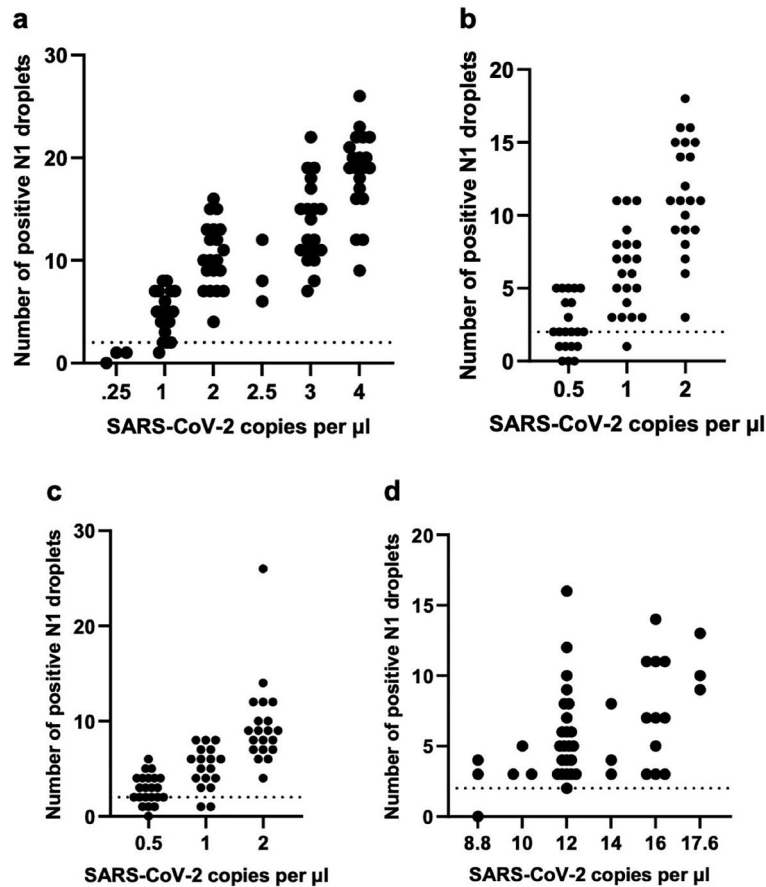 a
Number of positive N1 droplets
30
20
10
0
.25 1 2 2.5 3 4
SARS-CoV-2 copies per µl
b
Number of positive N1 droplets
20
15
10
5
0
0.5 1 2
SARS-CoV-2 copies per µl
c
Number of positive N1 droplets
30
20
10
0
0.5 1 2
SARS-CoV-2 copies per µl
d
Number of positive N1 droplets
20
15
10
5
0
8.8 10 12 14 16 17.6
SARS-CoV-2 copies per µl